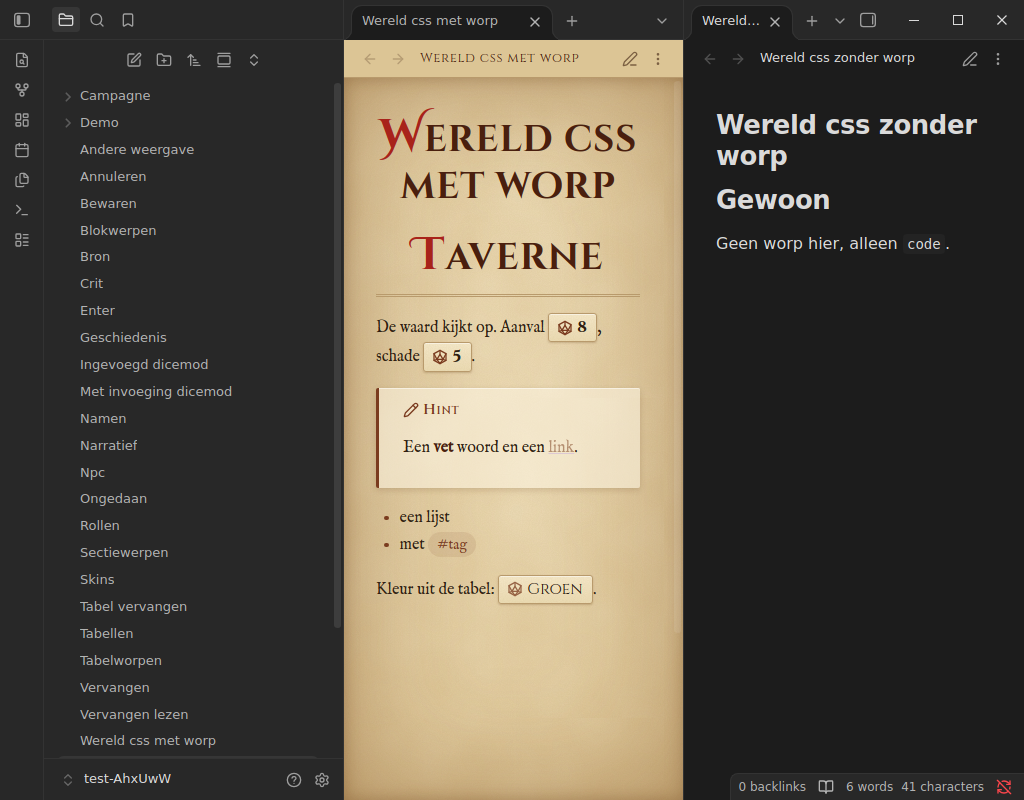 Wereld css met worp
Wereld...
WERELD CSS MET WORP
Wereld css zonder worp
Campagne
Demo
Andere weergave
Annuleren
Bewaren
Blokwerpen
Bron
Crit
Enter
Geschiedenis
Ingevoegd dicemod
Met invoeging dicemod
Namen
Narratief
Npc
Ongedaan
Rollen
Sectiewerpen
Skins
Tabel vervangen
Tabellen
Tabelworpen
Vervangen
Vervangen lezen
Wereld css met worp
test-AhxUwW
WERELD CSS
MET WORP
TAVERNE
De waard kijkt op. Aanval 8 ,
schade 5 .
HINT
Een vet woord en een link.
• een lijst
• met #tag
Kleur uit de tabel: GROEN .
Wereld css zonder
worp
Gewoon
Geen worp hier, alleen code .
0 backlinks 6 words 41 characters